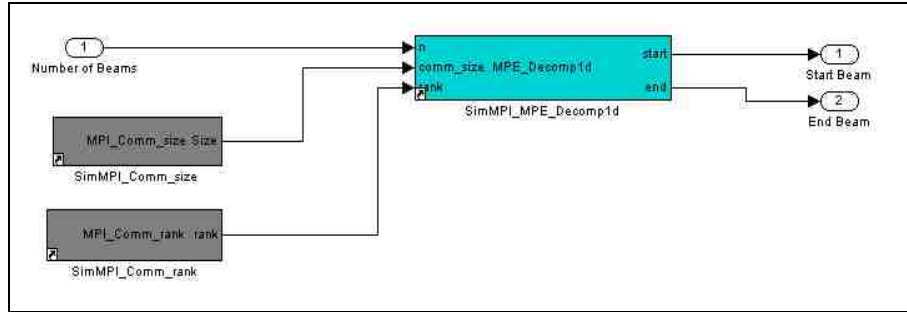 1
Number of Beams
n
comm_size MPE_Decomp1d
rank
start
end
SimMPI_MPE_Decomp1d
1
Start Beam
2
End Beam
MPI_Comm_size Size
SimMPI_Comm_size
MPI_Comm_rank rank
SimMPI_Comm_rank